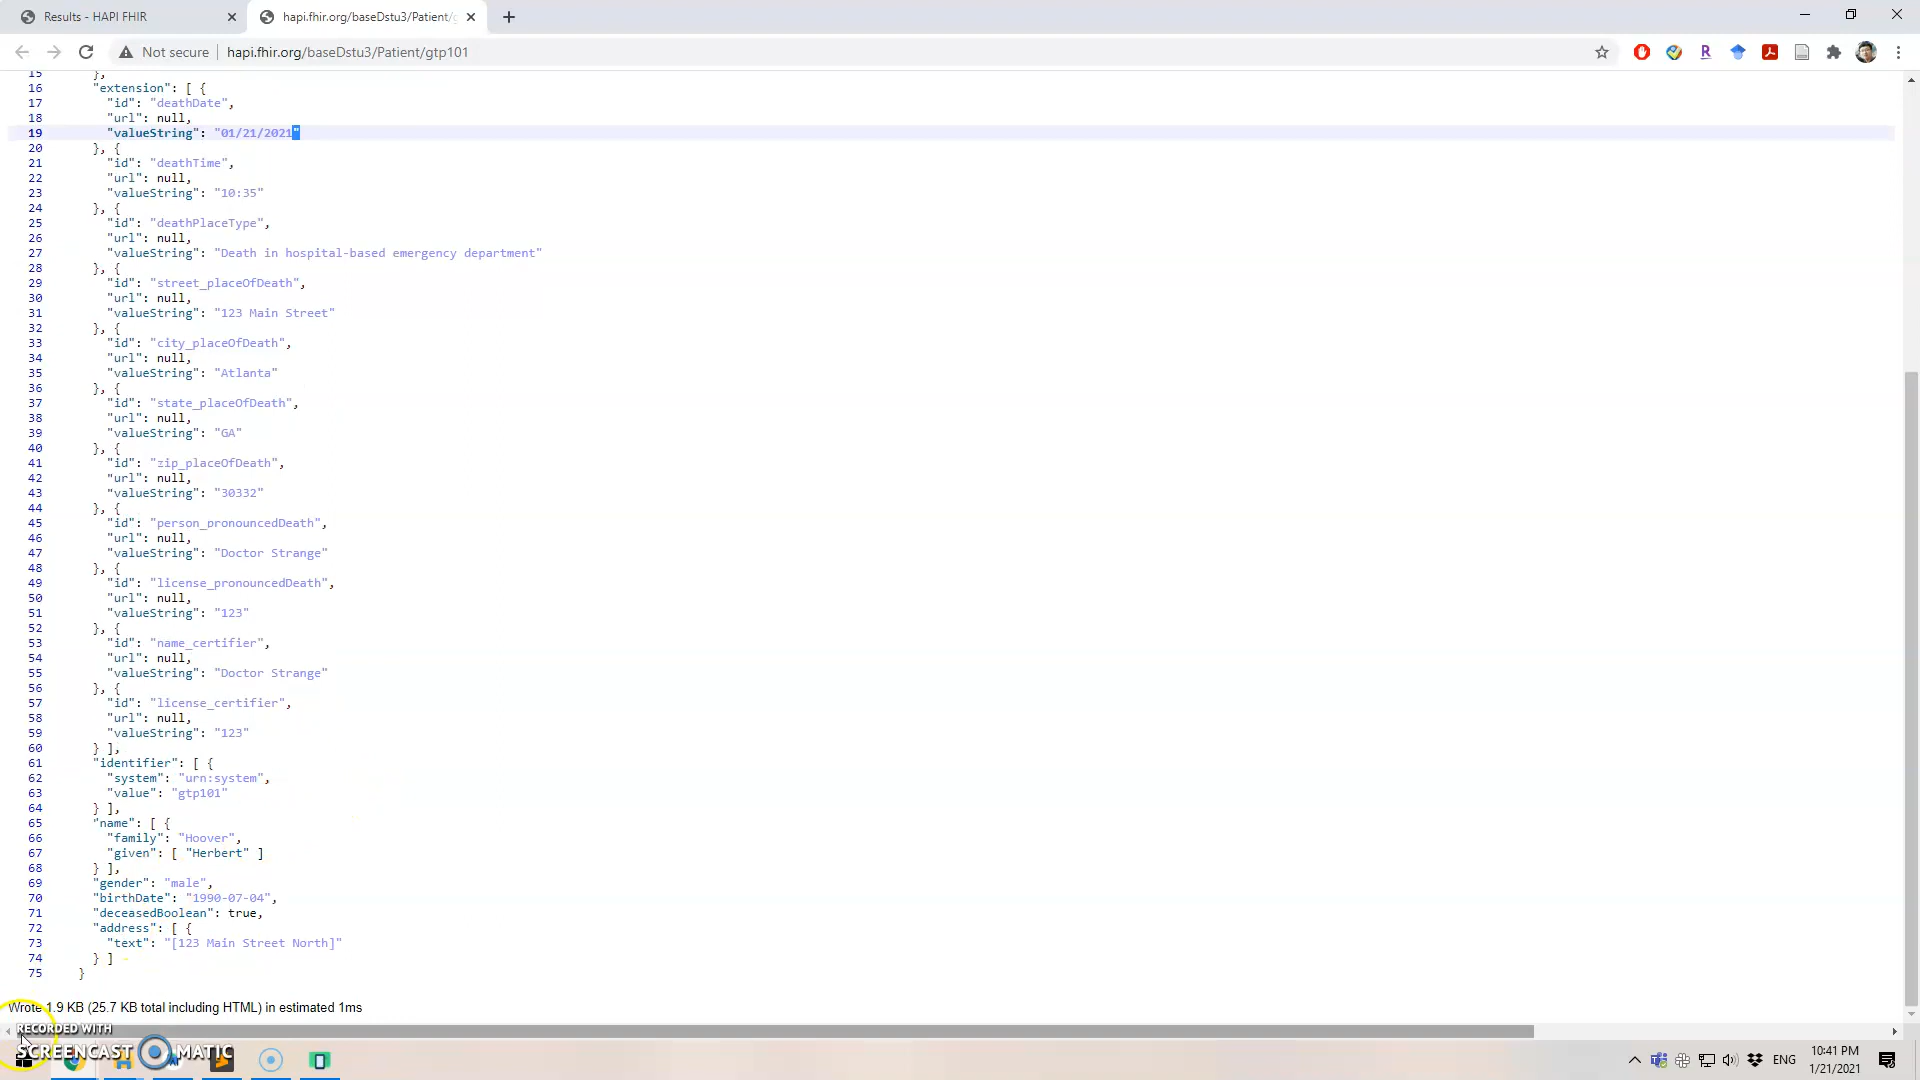 Results - HAPI FHIR
hapi.fhir.org/baseDstu3/Patient/g
Not secure
hapi.fhir.org/baseDstu3/Patient/gtp101
15 },
16 "extension": [ {
17 "id": "deathDate",
18 "url": null,
19 "valueString": "01/21/2021"
20 }, {
21 "id": "deathTime",
22 "url": null,
23 "valueString": "10:35"
24 }, {
25 "id": "deathPlaceType",
26 "url": null,
27 "valueString": "Death in hospital-based emergency department"
28 }, {
29 "id": "street_placeOfDeath",
30 "url": null,
31 "valueString": "123 Main Street"
32 }, {
33 "id": "city_placeOfDeath",
34 "url": null,
35 "valueString": "Atlanta"
36 }, {
37 "id": "state_placeOfDeath",
38 "url": null,
39 "valueString": "GA"
40 }, {
41 "id": "zip_placeOfDeath",
42 "url": null,
43 "valueString": "30332"
44 }, {
45 "id": "person_pronouncedDeath",
46 "url": null,
47 "valueString": "Doctor Strange"
48 }, {
49 "id": "license_pronouncedDeath",
50 "url": null,
51 "valueString": "123"
52 }, {
53 "id": "name_certifier",
54 "url": null,
55 "valueString": "Doctor Strange"
56 }, {
57 "id": "license_certifier",
58 "url": null,
59 "valueString": "123"
60 } ],
61 "identifier": [ {
62 "system": "urn:system",
63 "value": "gtp101"
64 } ],
65 "name": [ {
66 "family": "Hoover",
67 "given": [ "Herbert" ]
68 } ],
69 "gender": "male",
70 "birthDate": "1990-07-04",
71 "deceasedBoolean": true,
72 "address": [ {
73 "text": "[123 Main Street North]"
74 } ]
75 }
Wrote 1.9 KB (25.7 KB total including HTML) in estimated 1ms
RECORDED WITH
SCREENCAST MATIC
ENG
10:41 PM
1/21/2021